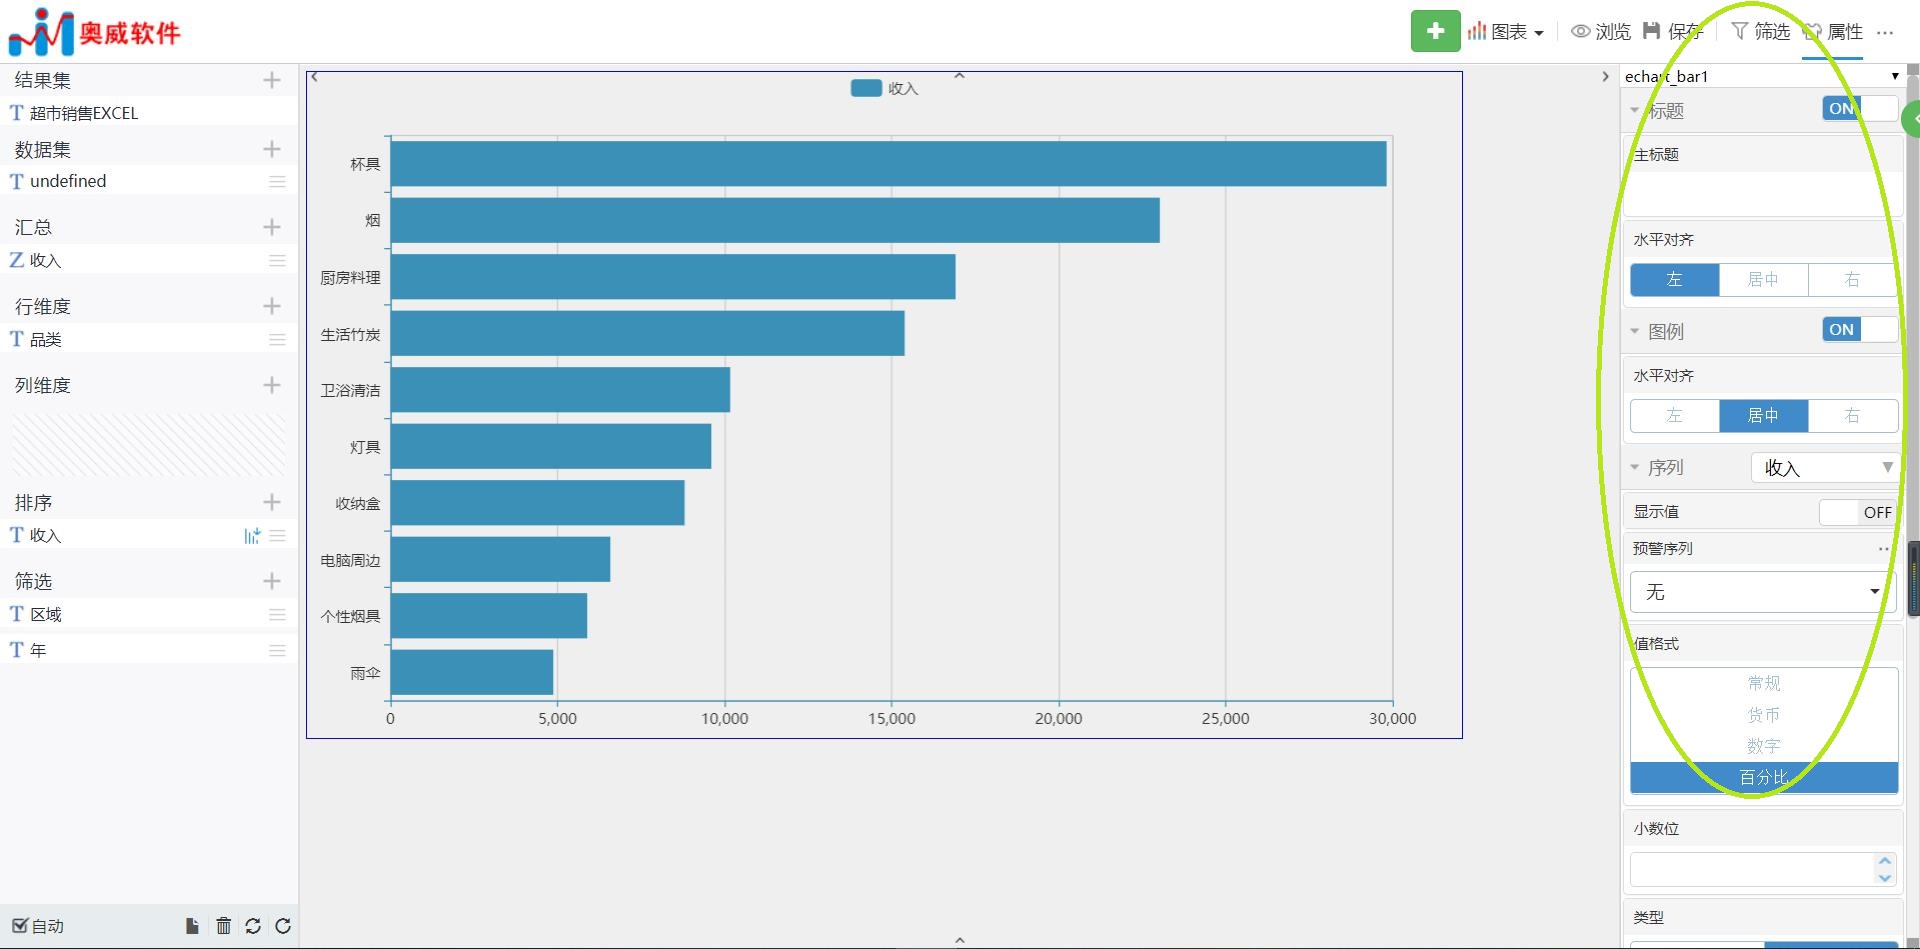 奥威软件
图表
浏览
保存
筛选
属性
结果集
超市销售EXCEL
数据集
undefined
汇总
Z 收入
行维度
T 品类
列维度
排序
T 收入
筛选
T 区域
T 年
自动
收入
杯具
烟
厨房料理
生活竹炭
卫浴清洁
灯具
收纳盒
电脑周边
个性烟具
雨伞
0 5,000 10,000 15,000 20,000 25,000 30,000
echart_bar1
标题 ON
主标题
水平对齐
左 居中 右
图例 ON
水平对齐
左 居中 右
序列 收入
显示值 OFF
预警序列
无
值格式
常规
货币
数字
百分比
小数位
类型